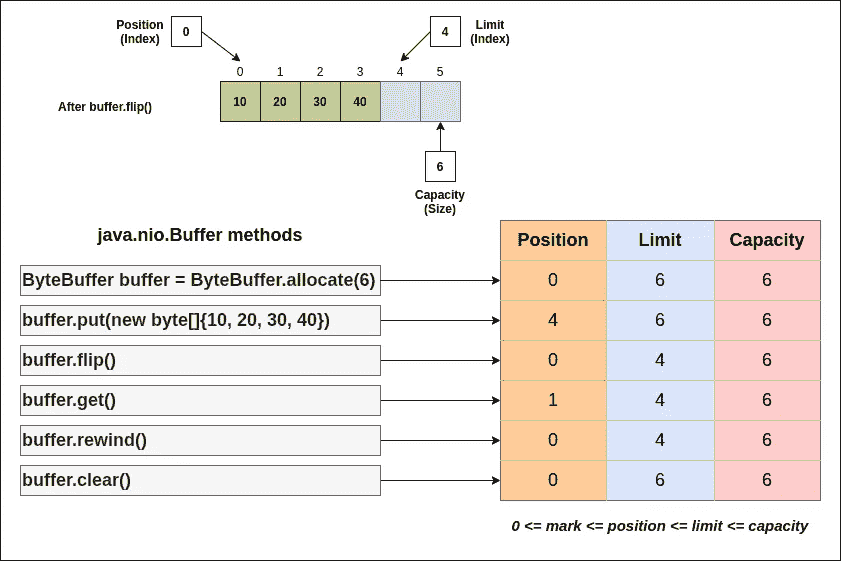 Position
(Index)
0
4
Limit
(Index)
0 1 2 3 4 5
After buffer.flip()
10 20 30 40
6
Capacity
(Size)
java.nio.Buffer methods
Position Limit Capacity
ByteBuffer buffer = ByteBuffer.allocate(6) 0 6 6
buffer.put(new byte[]{10, 20, 30, 40}) 4 6 6
buffer.flip() 0 4 6
buffer.get() 1 4 6
buffer.rewind() 0 4 6
buffer.clear() 0 6 6
0 <= mark <= position <= limit <= capacity